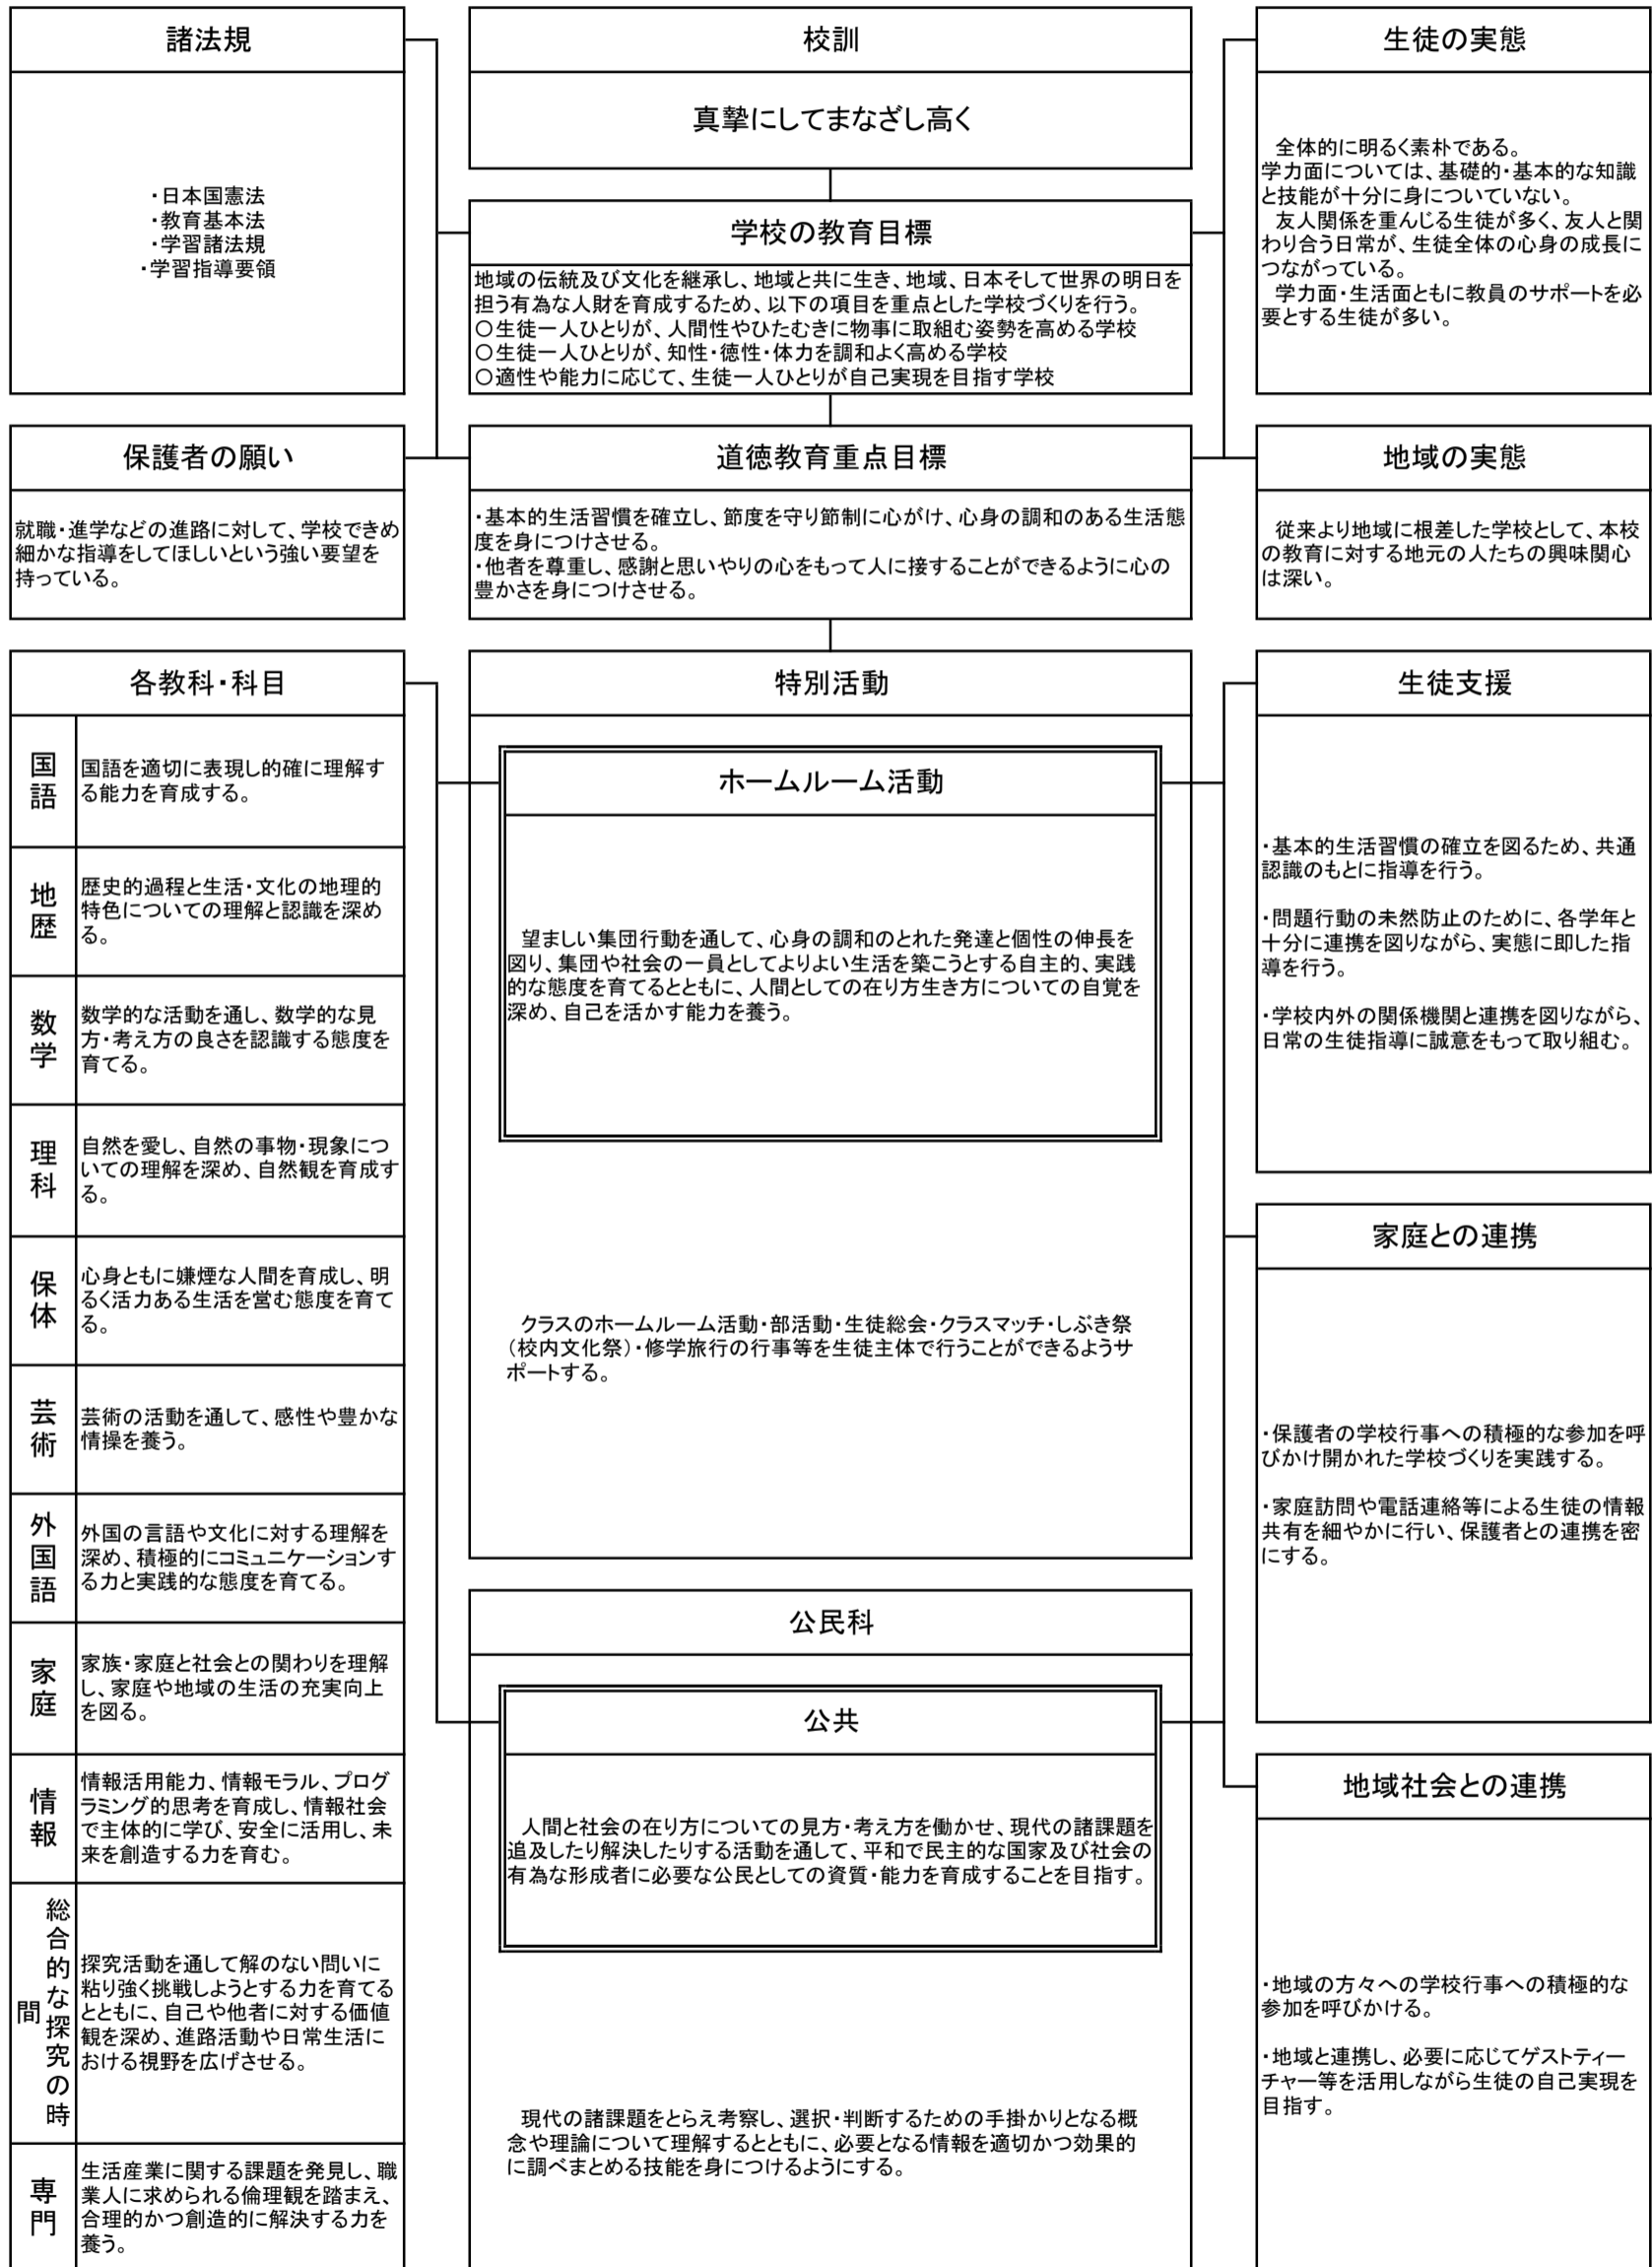 諸法規
・日本国憲法
・教育基本法
・学習諸法規
・学習指導要領
校訓
真摯にしてまなざし高く
生徒の実態
全体的に明るく素朴である。
学力面については、基礎的・基本的な知識
と技能が十分に身についていない。
友人関係を重んじる生徒が多く、友人と関
わり合う日常が、生徒全体の心身の成長に
つながっている。
学力面・生活面ともに教員のサポートを必
要とする生徒が多い。
学校の教育目標
地域の伝統及び文化を継承し、地域と共に生き、地域、日本そして世界の明日を
担う有為な人財を育成するため、以下の項目を重点とした学校づくりを行う。
○生徒一人ひとりが、人間性やひたむきに物事に取組む姿勢を高める学校
○生徒一人ひとりが、知性・徳性・体力を調和よく高める学校
○適性や能力に応じて、生徒一人ひとりが自己実現を目指す学校
保護者の願い
就職・進学などの進路に対して、学校できめ
細かな指導をしてほしいという強い要望を
持っている。
道徳教育重点目標
・基本的生活習慣を確立し、節度を守り節制に心がけ、心身の調和のある生活態
度を身につけさせる。
・他者を尊重し、感謝と思いやりの心をもって人に接することができるように心の
豊かさを身につけさせる。
地域の実態
従来より地域に根差した学校として、本校
の教育に対する地元の人たちの興味関心
は深い。
各教科・科目
国語
国語を適切に表現し的確に理解す
る能力を育成する。
地歴
歴史的過程と生活・文化の地理的
特色についての理解と認識を深め
る。
数学
数学的な活動を通し、数学的な見
方・考え方の良さを認識する態度を
育てる。
理科
自然を愛し、自然の事物・現象につ
いての理解を深め、自然観を育成す
る。
保体
心身ともに嫌煙な人間を育成し、明
るく活力ある生活を営む態度を育て
る。
芸術
芸術の活動を通して、感性や豊かな
情操を養う。
外国語
外国の言語や文化に対する理解を
深め、積極的にコミュニケーションす
る力と実践的な態度を育てる。
家庭
家族・家庭と社会との関わりを理解
し、家庭や地域の生活の充実向上
を図る。
情報
情報活用能力、情報モラル、プログ
ラミング的思考を育成し、情報社会
で主体的に学び、安全に活用し、未
来を創造する力を育む。
総合的な探究の時
間
探究活動を通して解のない問いに
粘り強く挑戦しようとする力を育てる
とともに、自己や他者に対する価値
観を深め、進路活動や日常生活に
おける視野を広げさせる。
専門
生活産業に関する課題を発見し、職
業人に求められる倫理観を踏まえ、
合理的かつ創造的に解決する力を
養う。
特別活動
ホームルーム活動
望ましい集団行動を通して、心身の調和のとれた発達と個性の伸長を
図り、集団や社会の一員としてよりよい生活を築こうとする自主的、実践
的な態度を育てるとともに、人間としての在り方生き方についての自覚を
深め、自己を活かす能力を養う。
クラスのホームルーム活動・部活動・生徒総会・クラスマッチ・しぶき祭
（校内文化祭）・修学旅行の行事等を生徒主体で行うことができるようサ
ポートする。
公民科
公共
人間と社会の在り方についての見方・考え方を働かせ、現代の諸課題を
追及したり解決したりする活動を通して、平和で民主的な国家及び社会の
有為な形成者に必要な公民としての資質・能力を育成することを目指す。
現代の諸課題をとらえ考察し、選択・判断するための手掛かりとなる概
念や理論について理解するとともに、必要となる情報を適切かつ効果的
に調べまとめる技能を身につけるようにする。
生徒支援
・基本的生活習慣の確立を図るため、共通
認識のもとに指導を行う。
・問題行動の未然防止のために、各学年と
十分に連携を図りながら、実態に即した指
導を行う。
・学校内外の関係機関と連携を図りながら、
日常の生徒指導に誠意をもって取り組む。
家庭との連携
・保護者の学校行事への積極的な参加を呼
びかけ開かれた学校づくりを実践する。
・家庭訪問や電話連絡等による生徒の情報
共有を細やかに行い、保護者との連携を密
にする。
地域社会との連携
・地域の方々への学校行事への積極的な
参加を呼びかける。
・地域と連携し、必要に応じてゲストティー
チャー等を活用しながら生徒の自己実現を
目指す。